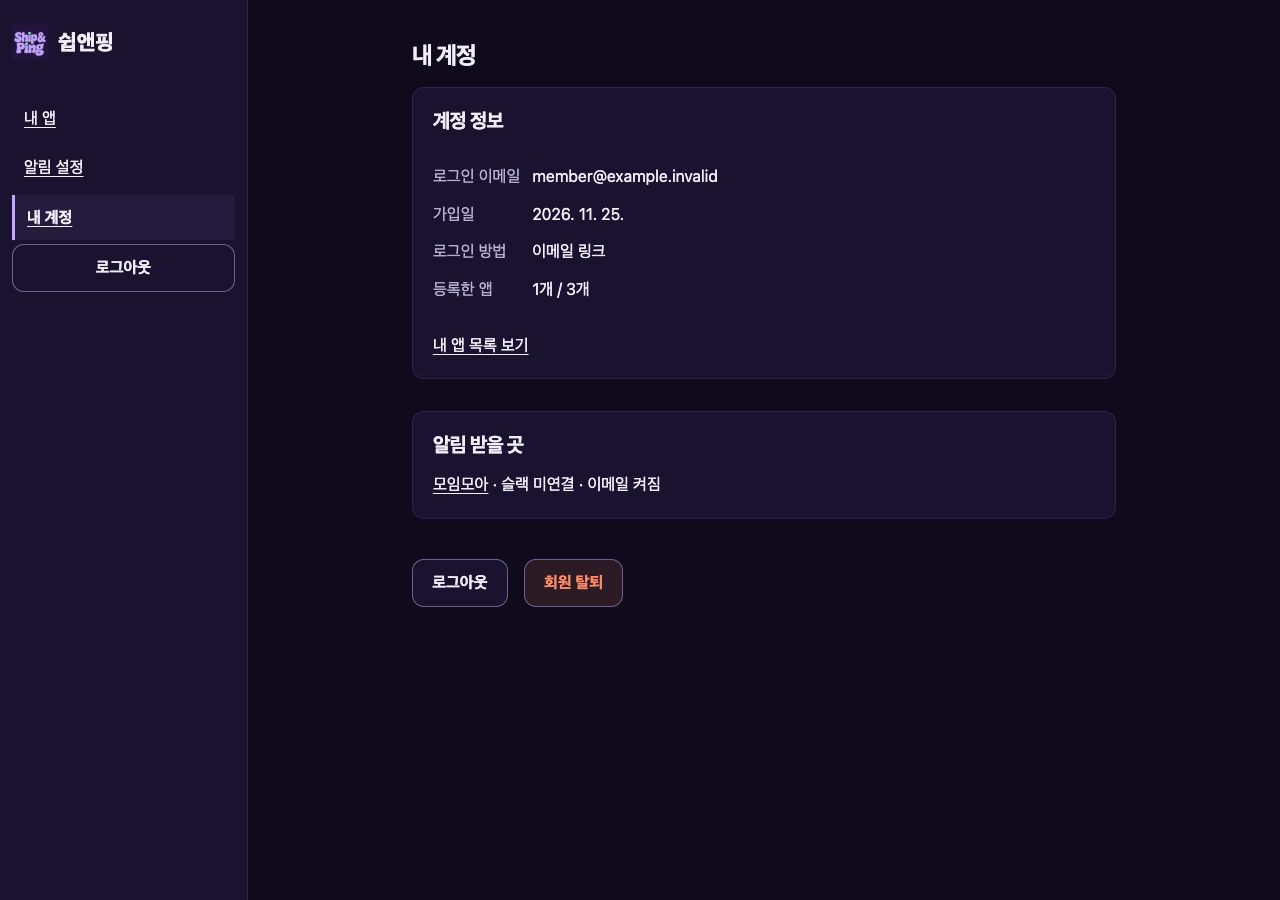 Ship& Ping 쉽앤핑
내 앱
알림 설정
내 계정
로그아웃
내 계정
계정 정보
로그인 이메일 member@example.invalid
가입일 2026. 11. 25.
로그인 방법 이메일 링크
등록한 앱 1개 / 3개
내 앱 목록 보기
알림 받을 곳
모임모아 · 슬랙 미연결 · 이메일 켜짐
로그아웃 회원 탈퇴